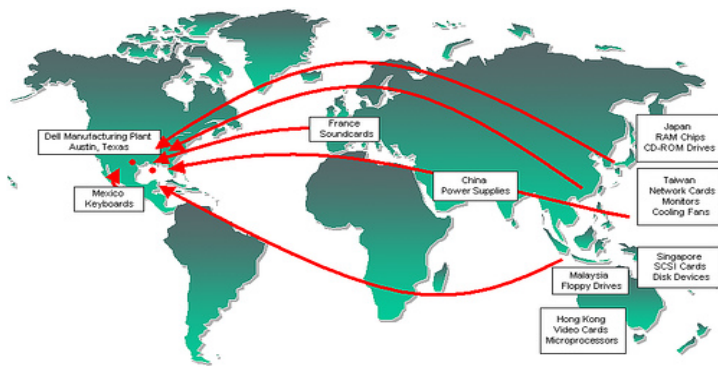 Dell Manufacturing Plant
Austin, Texas
Mexico
Keyboards
France
Soundcards
China
Power Supplies
Japan
RAM Chips
CD-ROM Drives
Taiwan
Network Cards
Monitors
Cooling Fans
Singapore
SCSI Cards
Disk Devices
Malaysia
Floppy Drives
Hong Kong
Video Cards
Microprocessors